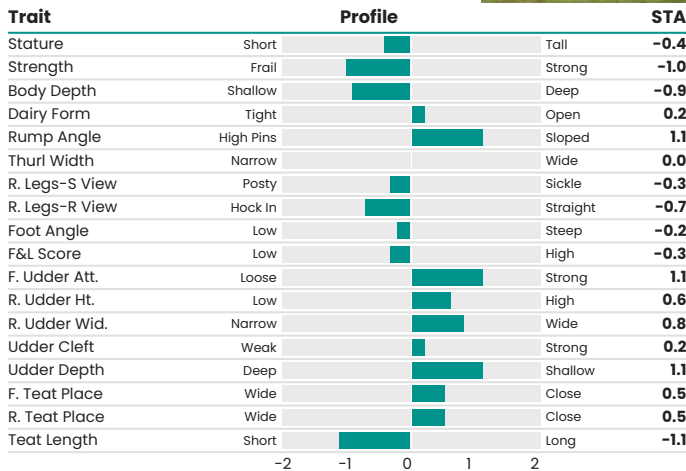 Trait Profile STA
Stature Short Tall -0.4
Strength Frail Strong -1.0
Body Depth Shallow Deep -0.9
Dairy Form Tight Open 0.2
Rump Angle High Pins Sloped 1.1
Thurl Width Narrow Wide 0.0
R. Legs-S View Posty Sickle -0.3
R. Legs-R View Hock In Straight -0.7
Foot Angle Low Steep -0.2
F&L Score Low High -0.3
F. Udder Att. Loose Strong 1.1
R. Udder Ht. Low High 0.6
R. Udder Wid. Narrow Wide 0.8
Udder Cleft Weak Strong 0.2
Udder Depth Deep Shallow 1.1
F. Teat Place Wide Close 0.5
R. Teat Place Wide Close 0.5
Teat Length Short Long -1.1
-2 -1 0 1 2